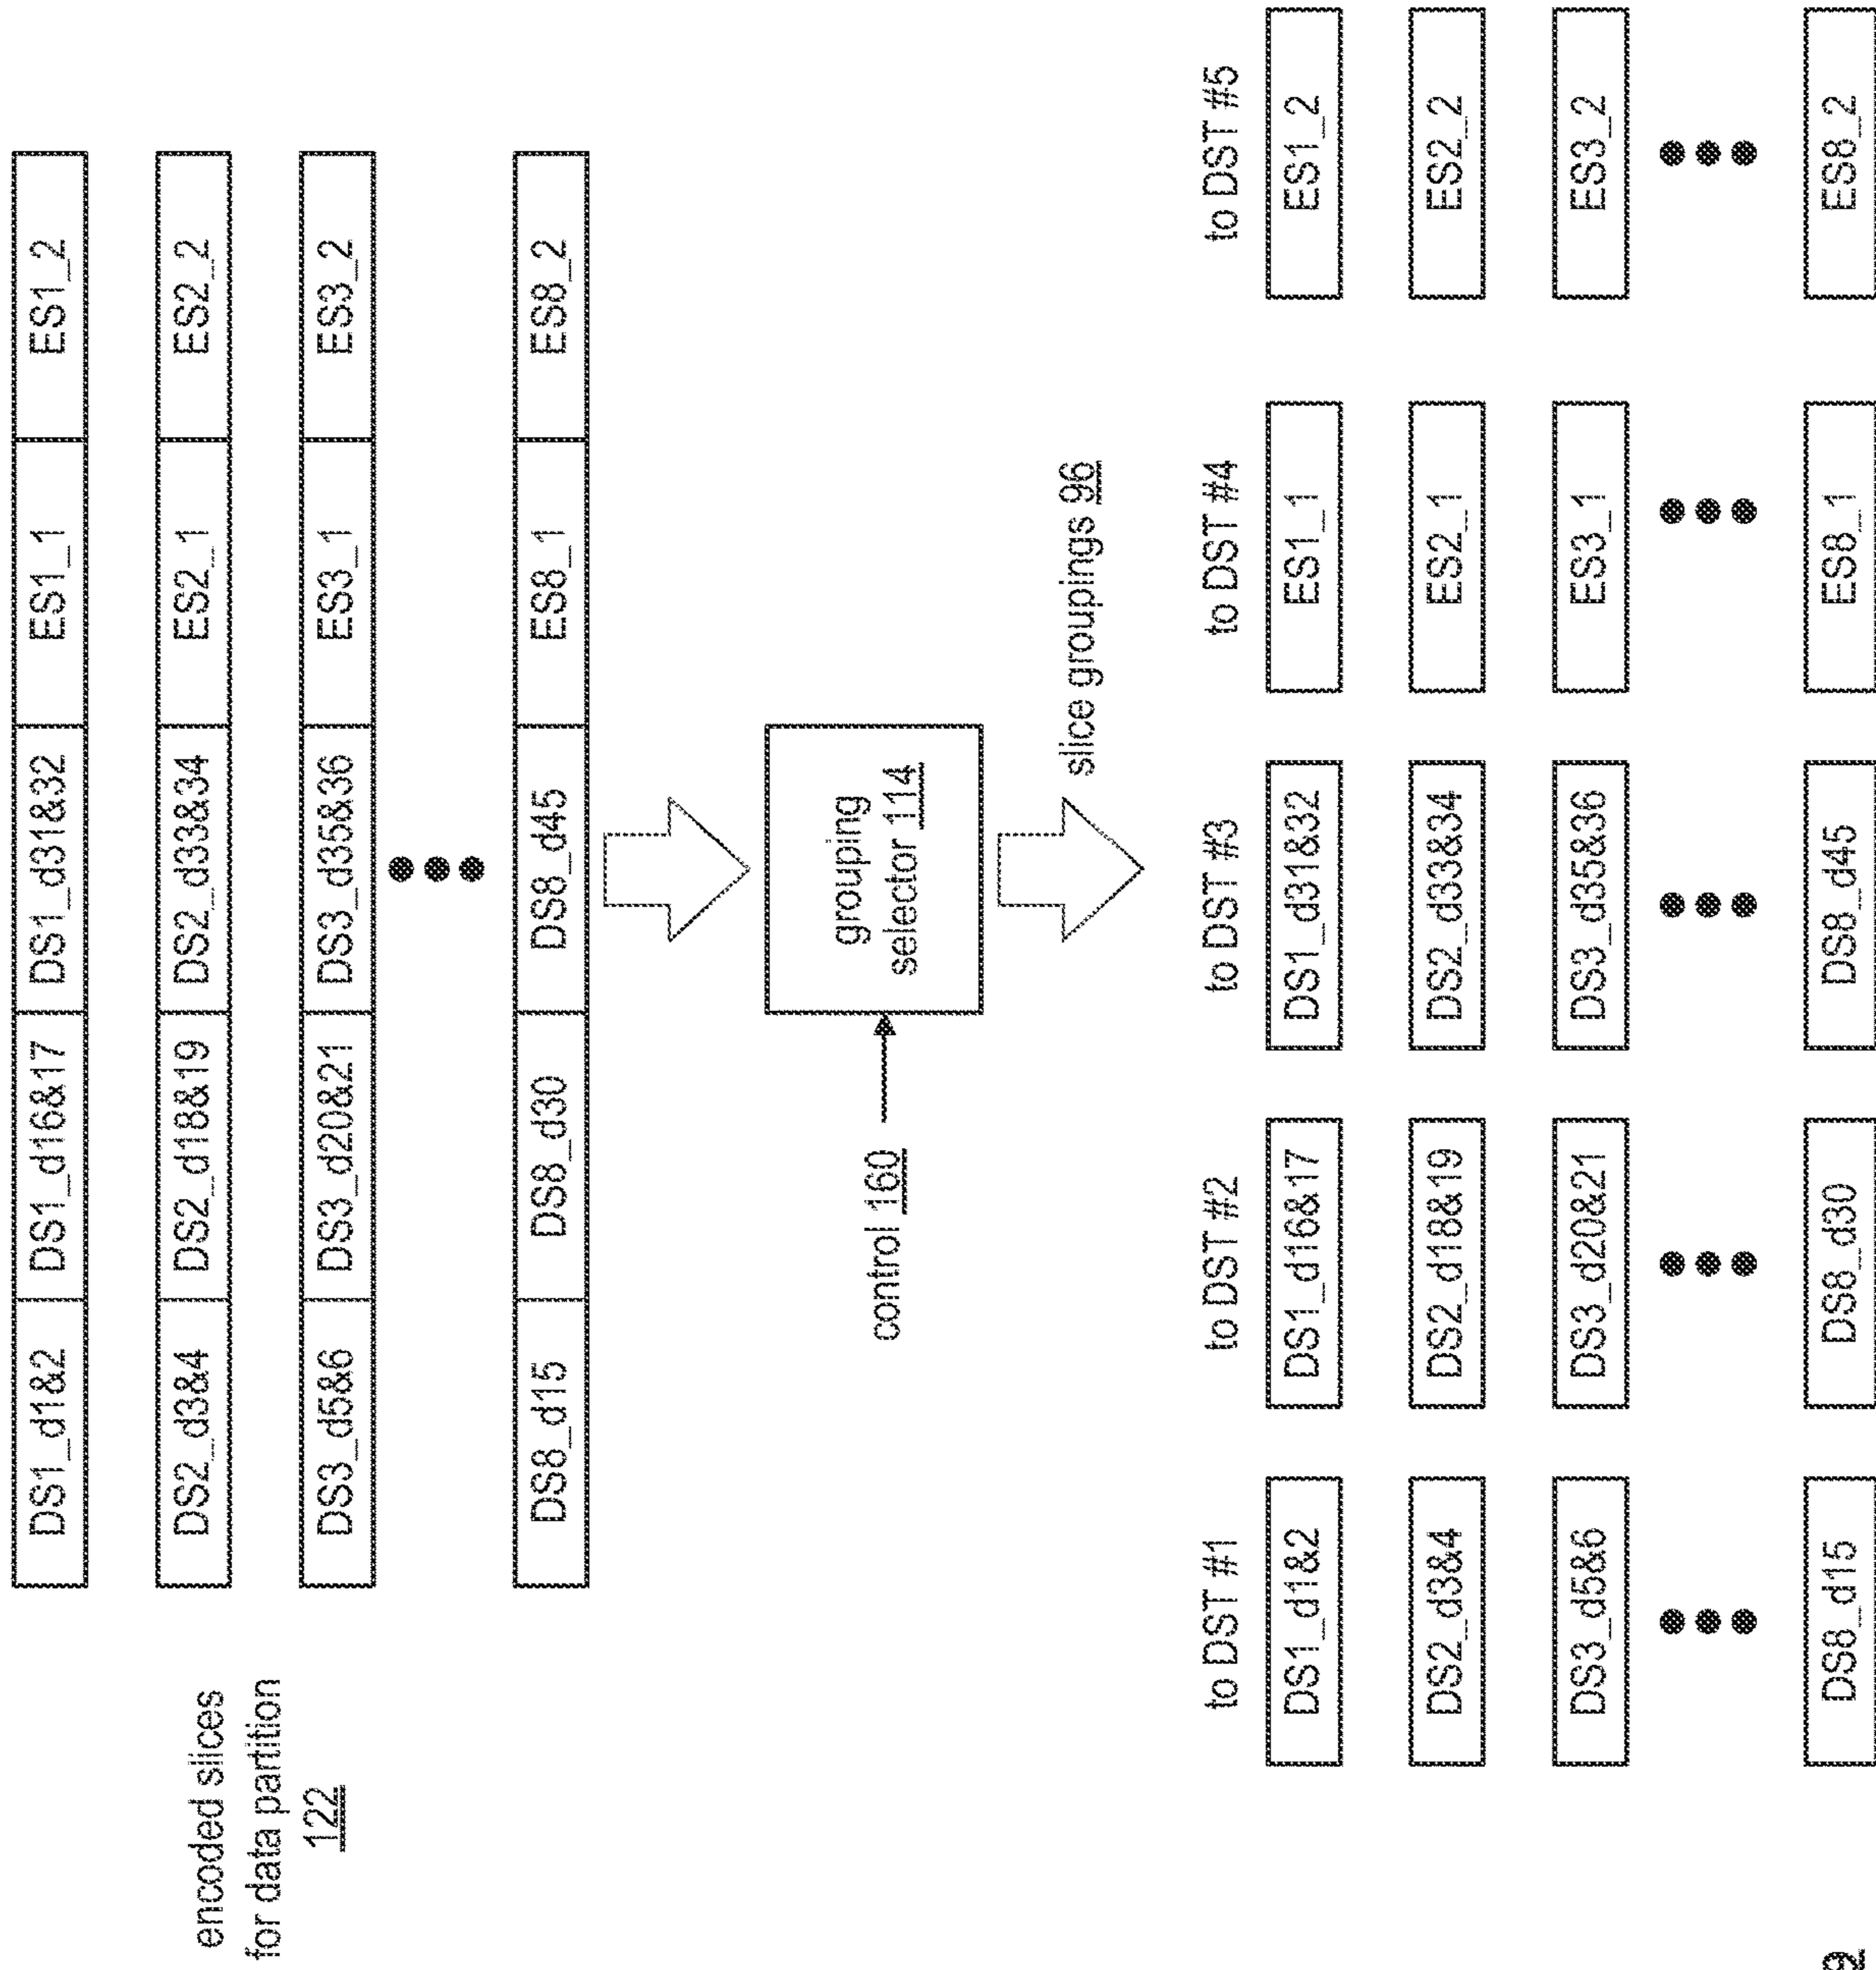 encoded slices
for data partition
122
DS1_d1&2 DS1_d16&17 DS1_d31&32 ES1_1 ES1_2
DS2_d3&4 DS2_d18&19 DS2_d33&34 ES2_1 ES2_2
DS3_d5&6 DS3_d20&21 DS3_d35&36 ES3_1 ES3_2
DS8_d15 DS8_d30 DS8_d45 ES8_1 ES8_2
control 160
grouping
selector 114
slice groupings 96
to DST #1 to DST #2 to DST #3 to DST #4 to DST #5
DS1_d1&2 DS1_d16&17 DS1_d31&32 ES1_1 ES1_2
DS2_d3&4 DS2_d18&19 DS2_d33&34 ES2_1 ES2_2
DS3_d5&6 DS3_d20&21 DS3_d35&36 ES3_1 ES3_2
DS8_d15 DS8_d30 DS8_d45 ES8_1 ES8_2